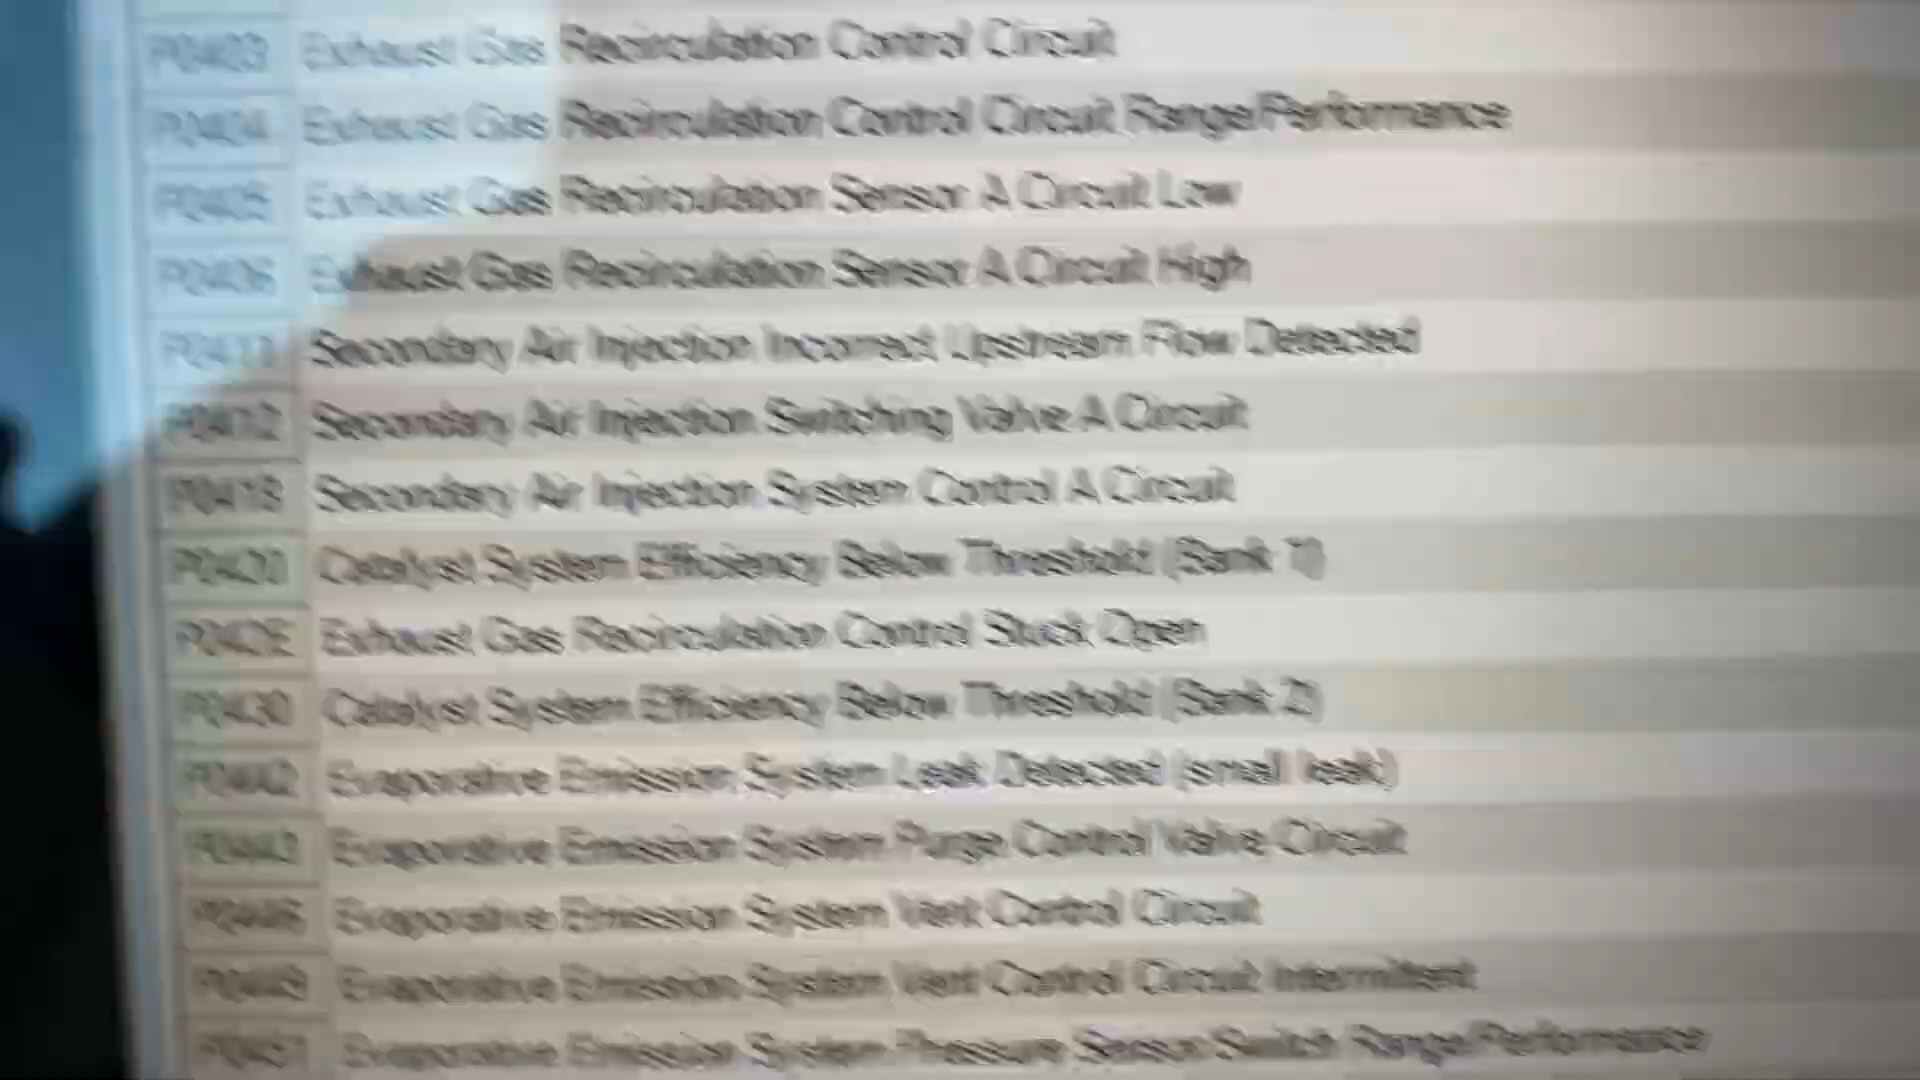 P0403 Exhaust Gas Recirculation Control Circuit
P0404 Exhaust Gas Recirculation Control Circuit Range/Performance
P0405 Exhaust Gas Recirculation Sensor A Circuit Low
P0406 Exhaust Gas Recirculation Sensor A Circuit High
P0411 Secondary Air Injection Incorrect Upstream Flow Detected
P0412 Secondary Air Injection Switching Valve A Circuit
P0418 Secondary Air Injection System Control A Circuit
P0420 Catalyst System Efficiency Below Threshold (Bank 1)
P042E Exhaust Gas Recirculation Control Stuck Open
P0430 Catalyst System Efficiency Below Threshold (Bank 2)
P0442 Evaporative Emission System Leak Detected (small leak)
P0443 Evaporative Emission System Purge Control Valve Circuit
P0446 Evaporative Emission System Vent Control Circuit
P0449 Evaporative Emission System Vent Control Circuit Intermittent
P0451 Evaporative Emission System Pressure Sensor/Switch Range/Performance